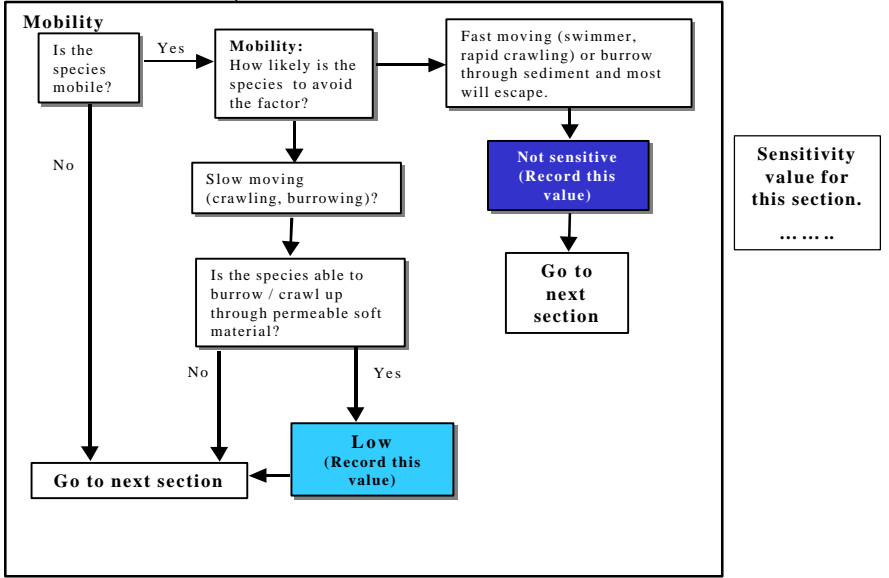 Mobility
Is the
species
mobile?
Yes
Mobility:
How likely is the
species to avoid
the factor?
Fast moving (swimmer,
rapid crawling) or burrow
through sediment and most
will escape.
No
Not sensitive
(Record this
value)
Sensitivity
value for
this section.
… … ..
Slow moving
(crawling, burrowing)?
Go to
next
section
Is the species able to
burrow / crawl up
through permeable soft
material?
No
Yes
Low
(Record this
value)
Go to next section